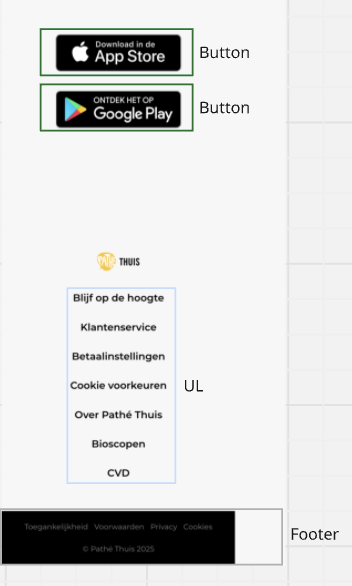 Download in de
App Store
Button
ONTDEK HET OP
Google Play
Button
PATHÉ THUIS
Blijf op de hoogte
Klantenservice
Betaalinstellingen
Cookie voorkeuren
UL
Over Pathé Thuis
Bioscopen
CVD
Toegankelijkheid Voorwaarden Privacy Cookies
Footer
© Pathé Thuis 2025